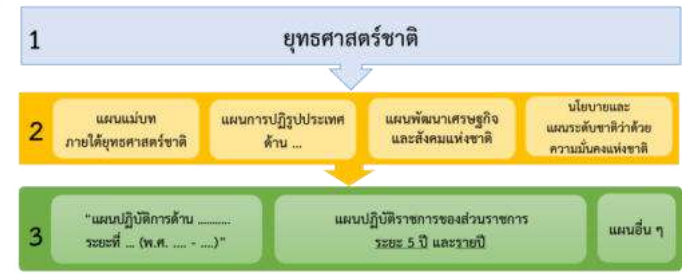 1 ยุทธศาสตร์ชาติ
2
แผนแม่บท
ภายใต้ยุทธศาสตร์ชาติ
แผนการปฏิรูปประเทศ
ด้าน ...
แผนพัฒนาเศรษฐกิจ
และสังคมแห่งชาติ
นโยบายและ
แผนระดับชาติว่าด้วย
ความมั่นคงแห่งชาติ
3
"แผนปฏิบัติการด้าน ...........
ระยะที่ ... (พ.ศ. .... - ....)"
แผนปฏิบัติราชการของส่วนราชการ
ระยะ 5 ปี และรายปี
แผนอื่น ๆ